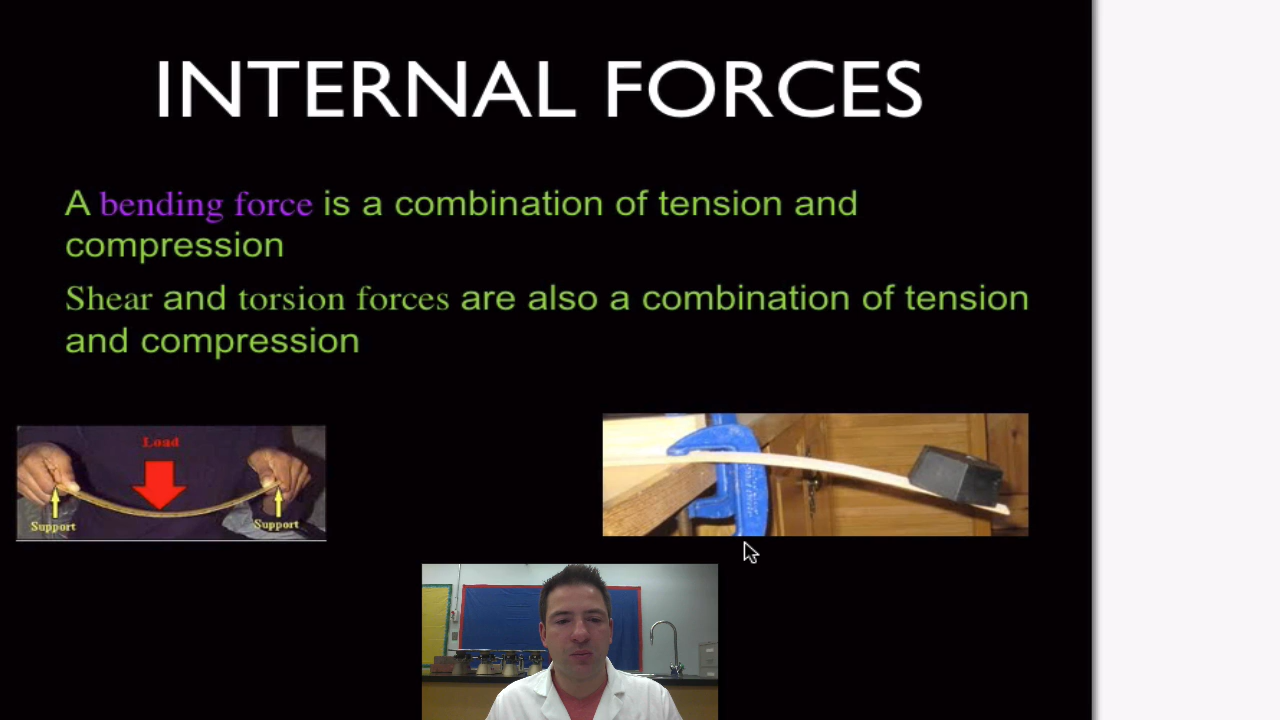 INTERNAL FORCES
A bending force is a combination of tension and
compression
Shear and torsion forces are also a combination of tension
and compression
Load
Support
Support